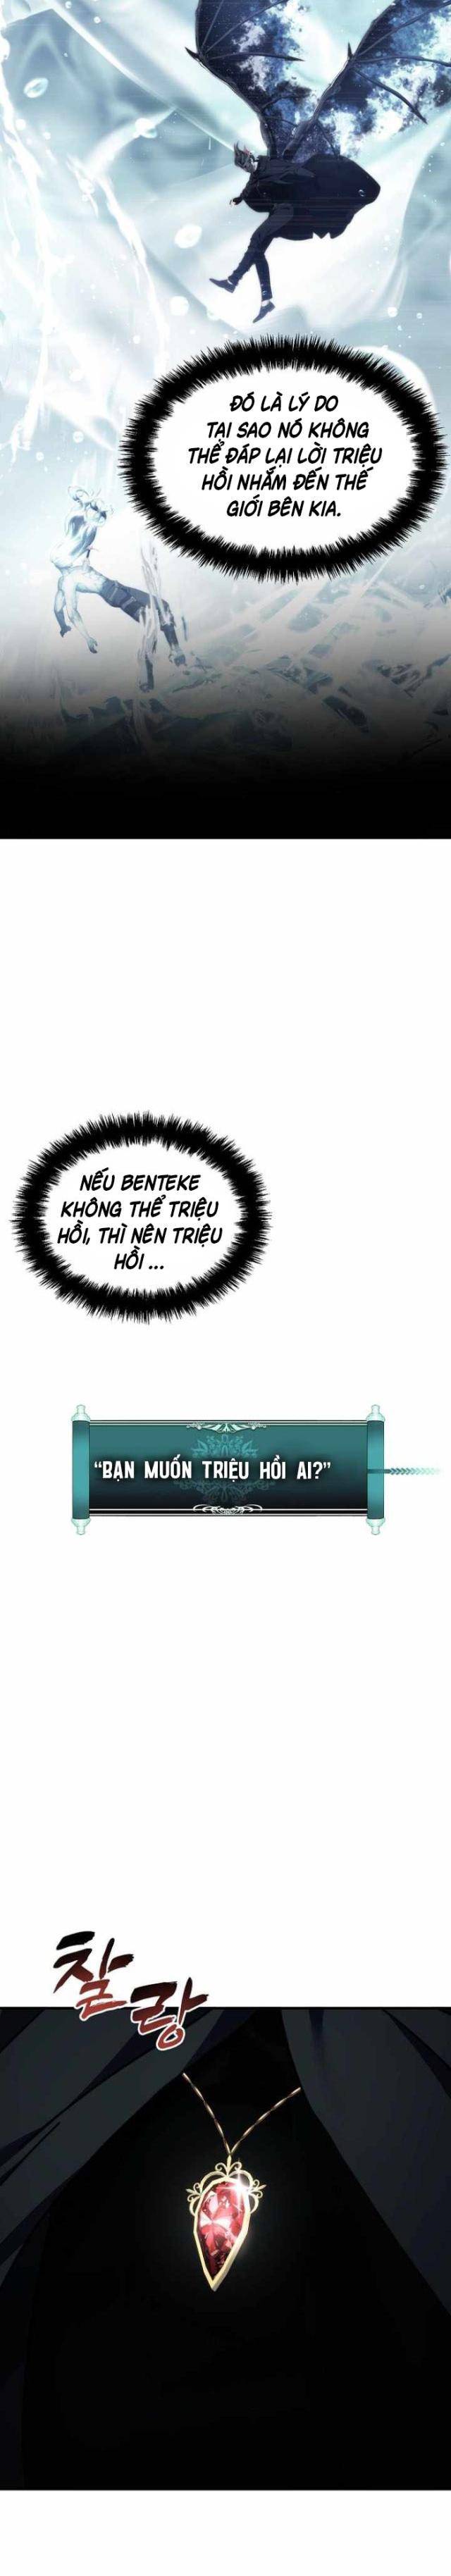 ĐÓ LÀ LÝ DO
TẠI SAO NÓ KHÔNG
THỂ ĐÁP LẠI LỜI TRIỆU
HỒI NHẮM ĐẾN THẾ
GIỚI BÊN KIA.
NẾU BENTEKE
KHÔNG THỂ TRIỆU
HỒI, THÌ NÊN TRIỆU
HỒI ...
“BẠN MUỐN TRIỆU HỒI AI?”
찰랑